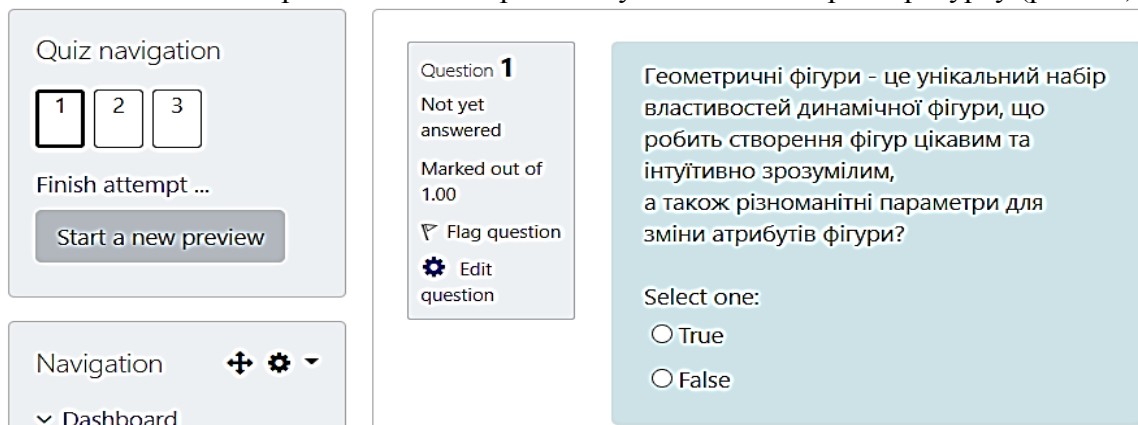 Quiz navigation
1 2 3
Finish attempt ...
Start a new preview
Navigation
Dashboard
Question 1
Not yet
answered
Marked out of
1.00
Flag question
Edit
question
Геометричні фігури - це унікальний набір
властивостей динамічної фігури, що
робить створення фігур цікавим та
інтуїтивно зрозумілим,
а також різноманітні параметри для
зміни атрибутів фігури?
Select one:
True
False